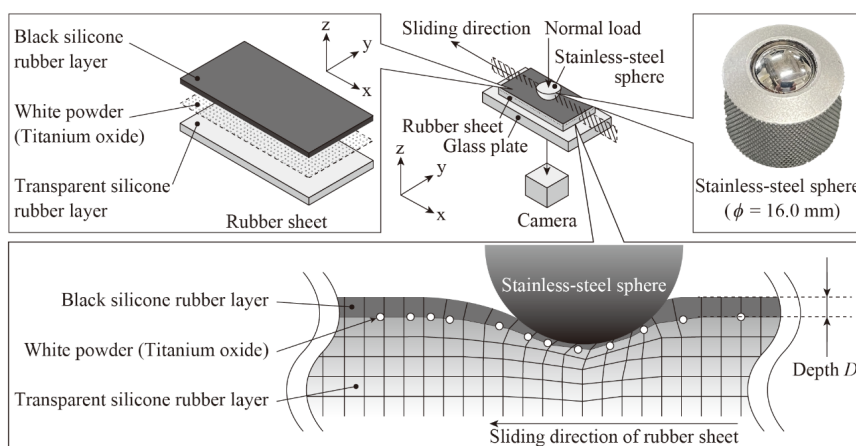 Black silicone
rubber layer
White powder
(Titanium oxide)
Transparent silicone
rubber layer
z
y
x
Rubber sheet
Sliding direction
Normal load
Stainless-steel
sphere
Rubber sheet
Glass plate
z
y
x
Camera
Stainless-steel sphere
(ϕ = 16.0 mm)
Stainless-steel sphere
Black silicone rubber layer
White powder (Titanium oxide)
Transparent silicone rubber layer
Depth D
Sliding direction of rubber sheet